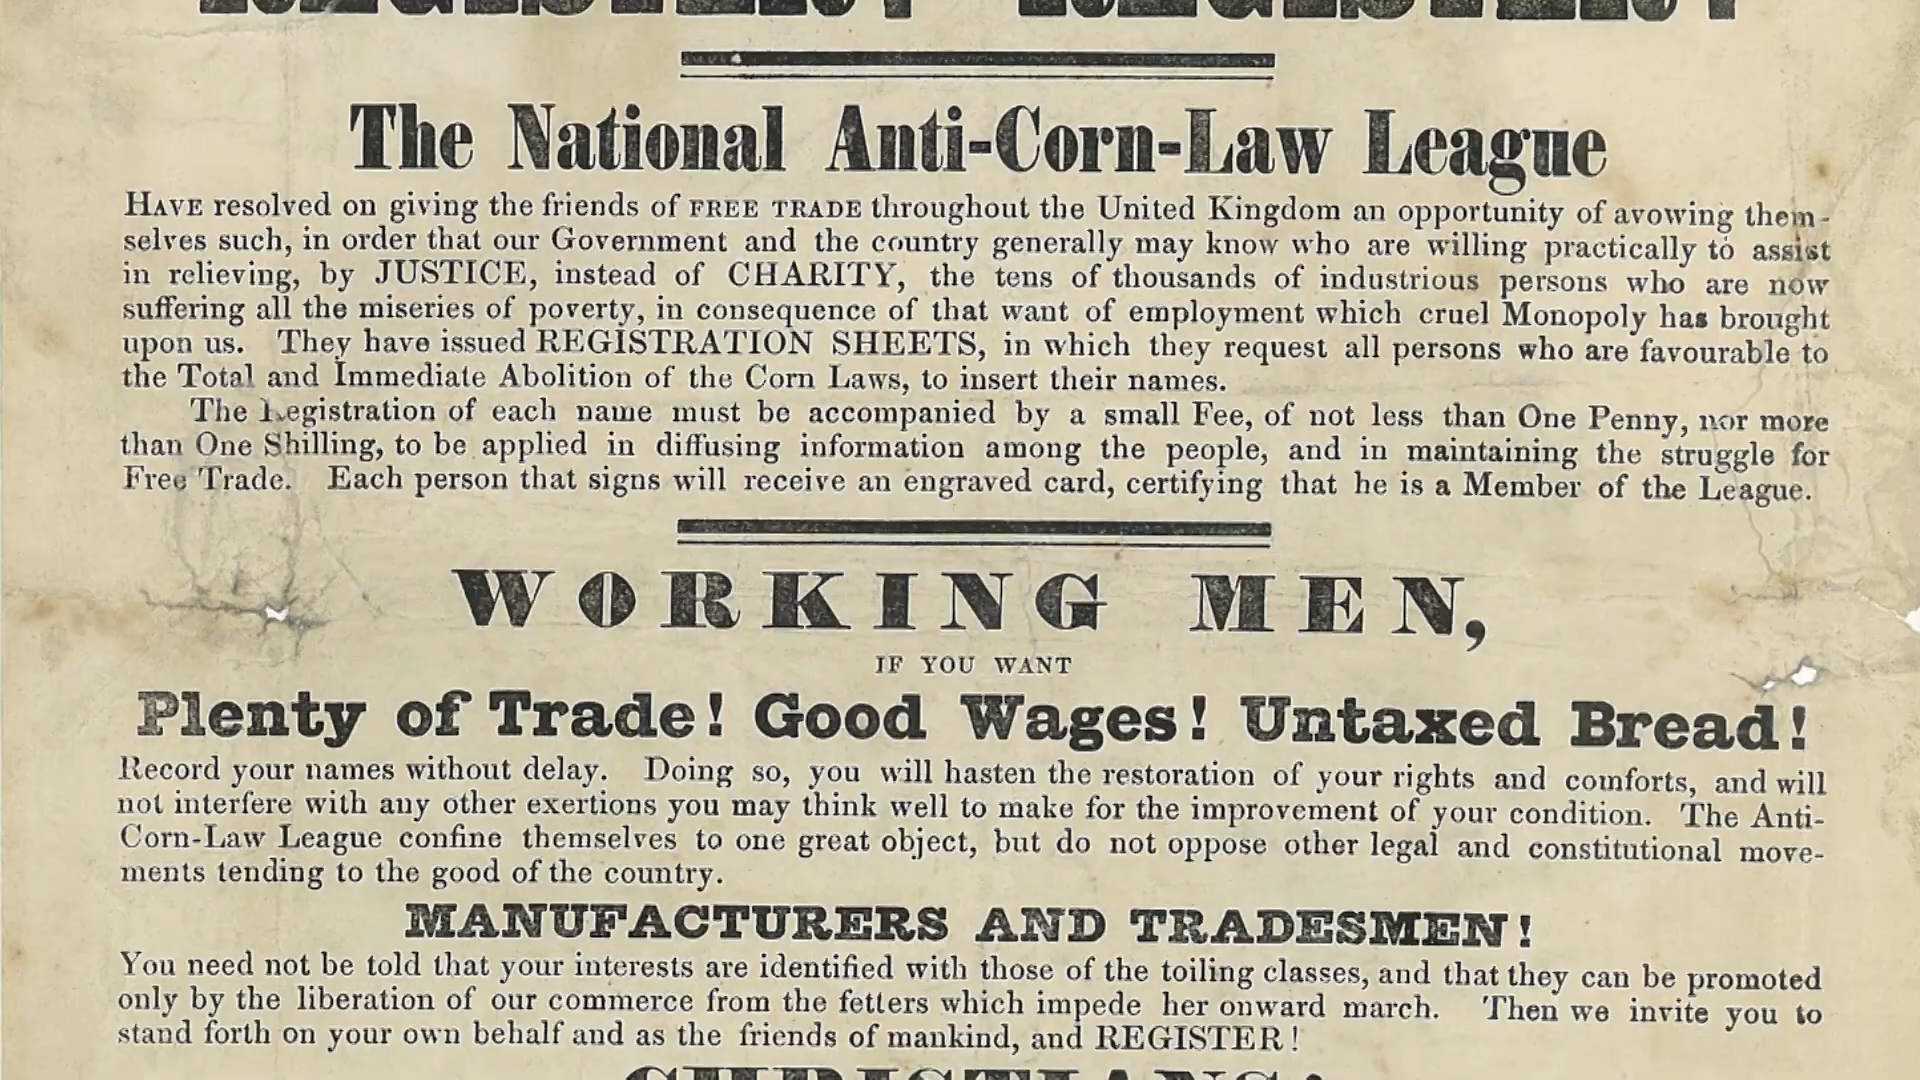 REGISTER! REGISTER!
The National Anti-Corn-Law League
HAVE resolved on giving the friends of FREE TRADE throughout the United Kingdom an opportunity of avowing them-
selves such, in order that our Government and the country generally may know who are willing practically to assist
in relieving, by JUSTICE, instead of CHARITY, the tens of thousands of industrious persons who are now
suffering all the miseries of poverty, in consequence of that want of employment which cruel Monopoly has brought
upon us. They have issued REGISTRATION SHEETS, in which they request all persons who are favourable to
the Total and Immediate Abolition of the Corn Laws, to insert their names.
The Registration of each name must be accompanied by a small Fee, of not less than One Penny, nor more
than One Shilling, to be applied in diffusing information among the people, and in maintaining the struggle for
Free Trade. Each person that signs will receive an engraved card, certifying that he is a Member of the League.
WORKING MEN,
IF YOU WANT
Plenty of Trade! Good Wages! Untaxed Bread!
Record your names without delay. Doing so, you will hasten the restoration of your rights and comforts, and will
not interfere with any other exertions you may think well to make for the improvement of your condition. The Anti-
Corn-Law League confine themselves to one great object, but do not oppose other legal and constitutional move-
ments tending to the good of the country.
MANUFACTURERS AND TRADESMEN!
You need not be told that your interests are identified with those of the toiling classes, and that they can be promoted
only by the liberation of our commerce from the fetters which impede her onward march. Then we invite you to
stand forth on your own behalf and as the friends of mankind, and REGISTER!
CHRISTIANS!